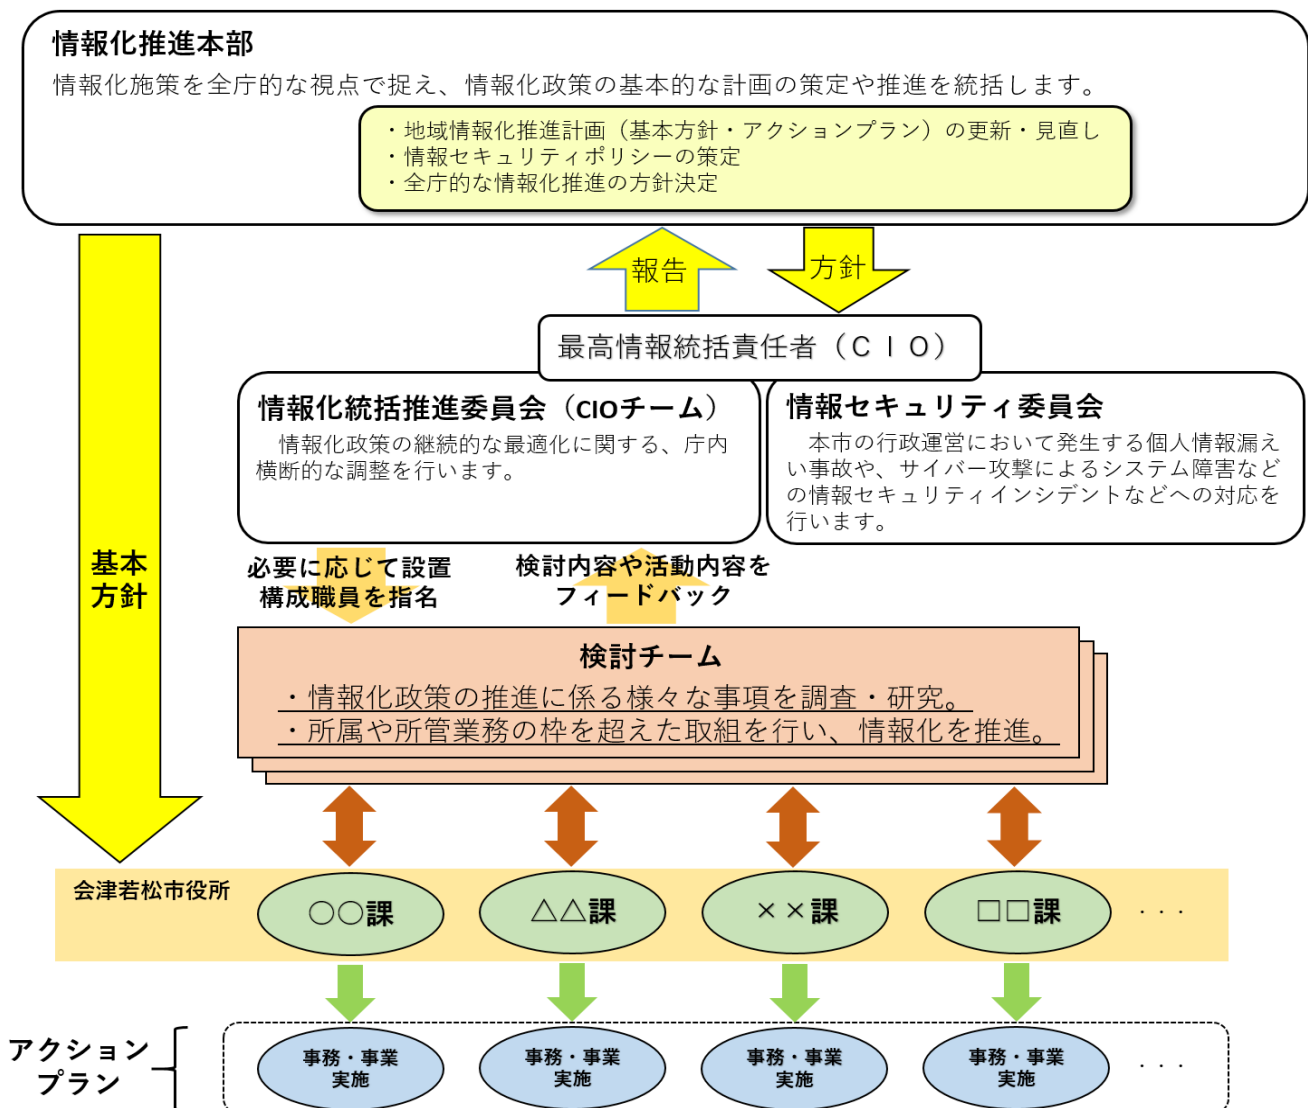 情報化推進本部
情報化施策を全庁的な視点で捉え、情報化政策の基本的な計画の策定や推進を統括します。
・地域情報化推進計画（基本方針・アクションプラン）の更新・見直し
・情報セキュリティポリシーの策定
・全庁的な情報化推進の方針決定
報告
方針
最高情報統括責任者（ＣＩＯ）
情報化統括推進委員会（CIOチーム）
情報化政策の継続的な最適化に関する、庁内
横断的な調整を行います。
情報セキュリティ委員会
本市の行政運営において発生する個人情報漏え
い事故や、サイバー攻撃によるシステム障害など
の情報セキュリティインシデントなどへの対応を
行います。
基本
方針
必要に応じて設置
構成職員を指名
検討内容や活動内容を
フィードバック
検討チーム
・情報化政策の推進に係る様々な事項を調査・研究。
・所属や所管業務の枠を超えた取組を行い、情報化を推進。
会津若松市役所
○○課
△△課
××課
□□課
・・・
アクション
プラン
事務・事業
実施
事務・事業
実施
事務・事業
実施
事務・事業
実施
・・・